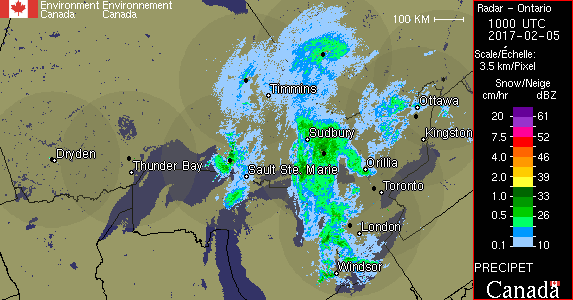 Environment Environnement
Canada Canada
100 KM
Timmins
Ottawa
Sudbury
Kingston
Dryden
Thunder Bay
Sault Ste. Marie
Orillia
Toronto
London
Windsor
Radar - Ontario
1000 UTC
2017-02-05
Scale/Échelle:
3.5 km/Pixel
Snow/Neige
cm/hr dBZ
20 61
7.5 52
4.0 46
2.0 39
1.0 33
0.5 26
0.1 10
PRECIPET
Canada